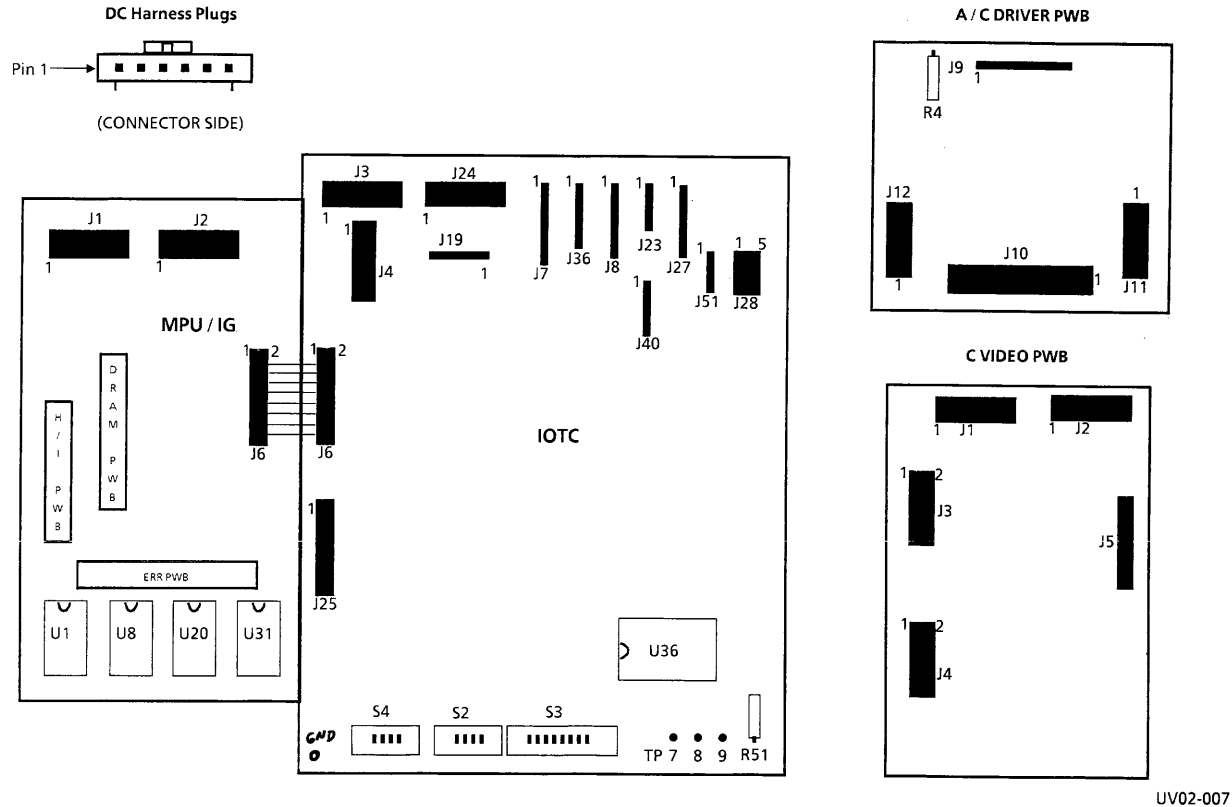 DC Harness Plugs
Pin 1
(CONNECTOR SIDE)
A / C DRIVER PWB
J9
1
R4
J12
1
1
J11
J10
1
J3
1
J24
1
J4
1
J19
1
1
J7
1
J36
1
J8
1
J23
1
J27
1
J51
1 5
J28
1
J40
J1
1
J2
1
MPU / IG
DRAM PWB
H/I PWB
1 2
J6
1 2
J6
IOTC
1
J25
ERR PWB
U1
U8
U20
U31
U36
S4
S2
S3
GND
0
TP 7 8 9
R51
C VIDEO PWB
1 J1
1 J2
1 2
J3
J5
1 2
J4
UV02-007